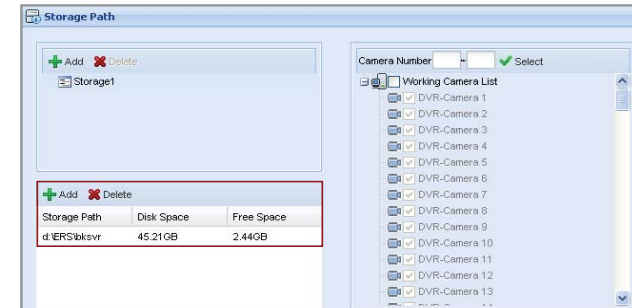 Storage Path
Add Delete
Storage1
Add Delete
Storage Path Disk Space Free Space
d:\ERS\bksvr 45.21GB 2.44GB
Camera Number ~ Select
Working Camera List
DVR-Camera 1
DVR-Camera 2
DVR-Camera 3
DVR-Camera 4
DVR-Camera 5
DVR-Camera 6
DVR-Camera 7
DVR-Camera 8
DVR-Camera 9
DVR-Camera 10
DVR-Camera 11
DVR-Camera 12
DVR-Camera 13